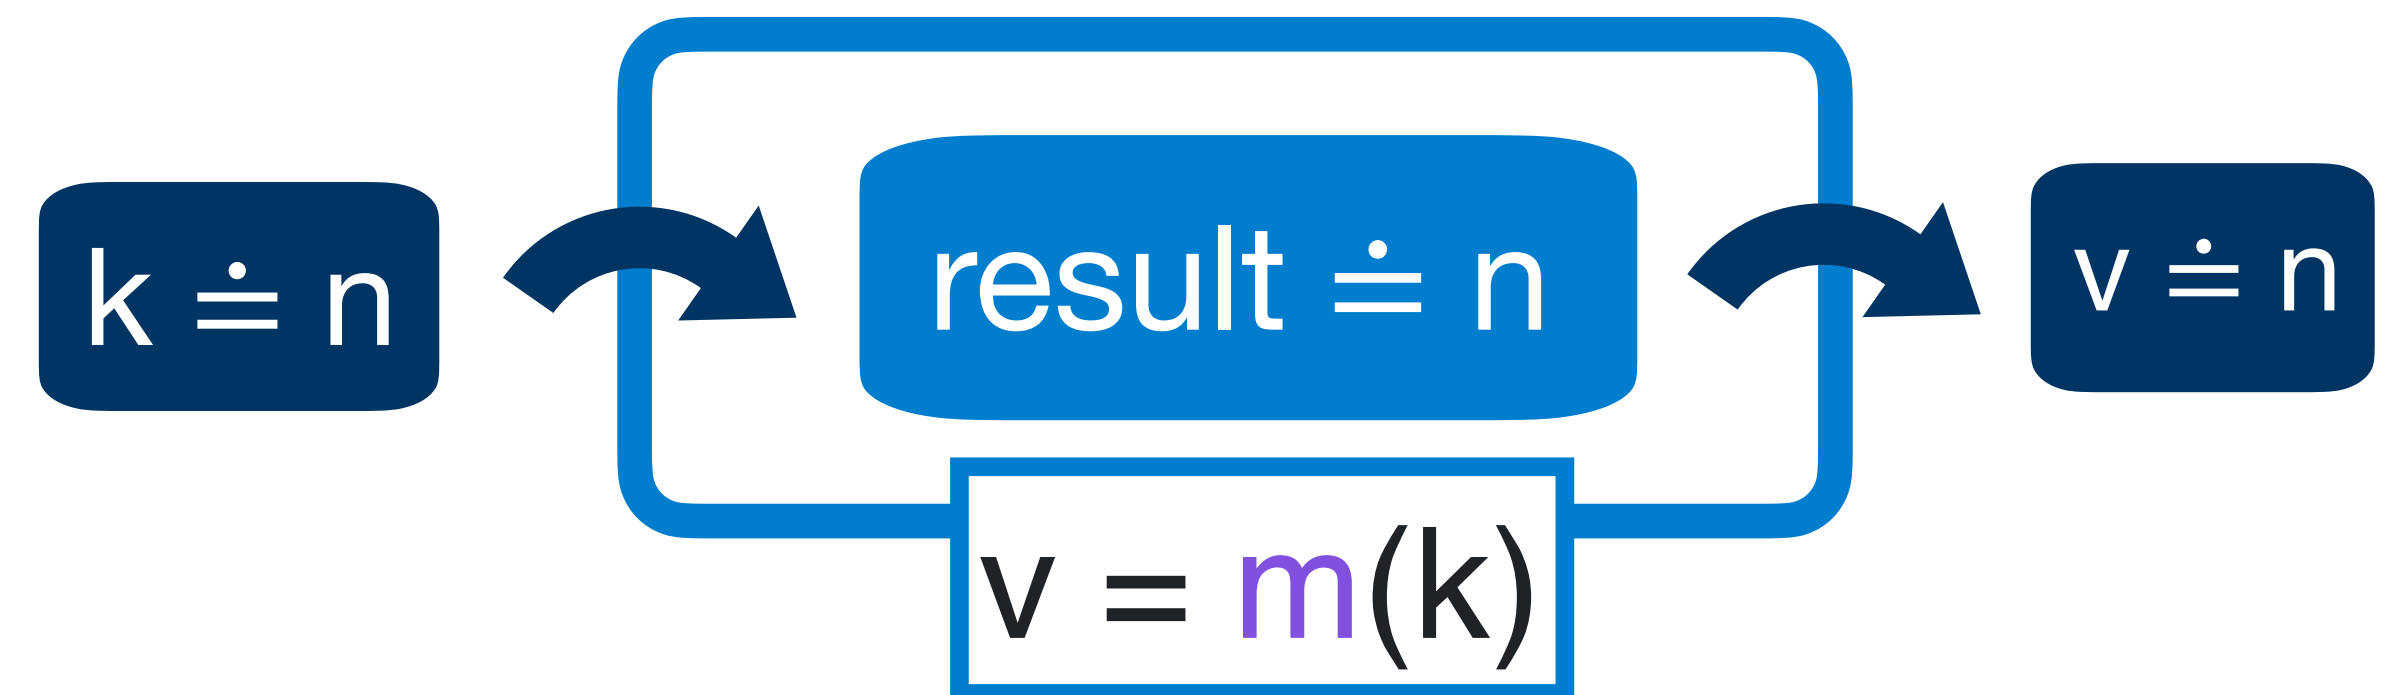 k ≐ n
result ≐ n
v ≐ n
v = m(k)